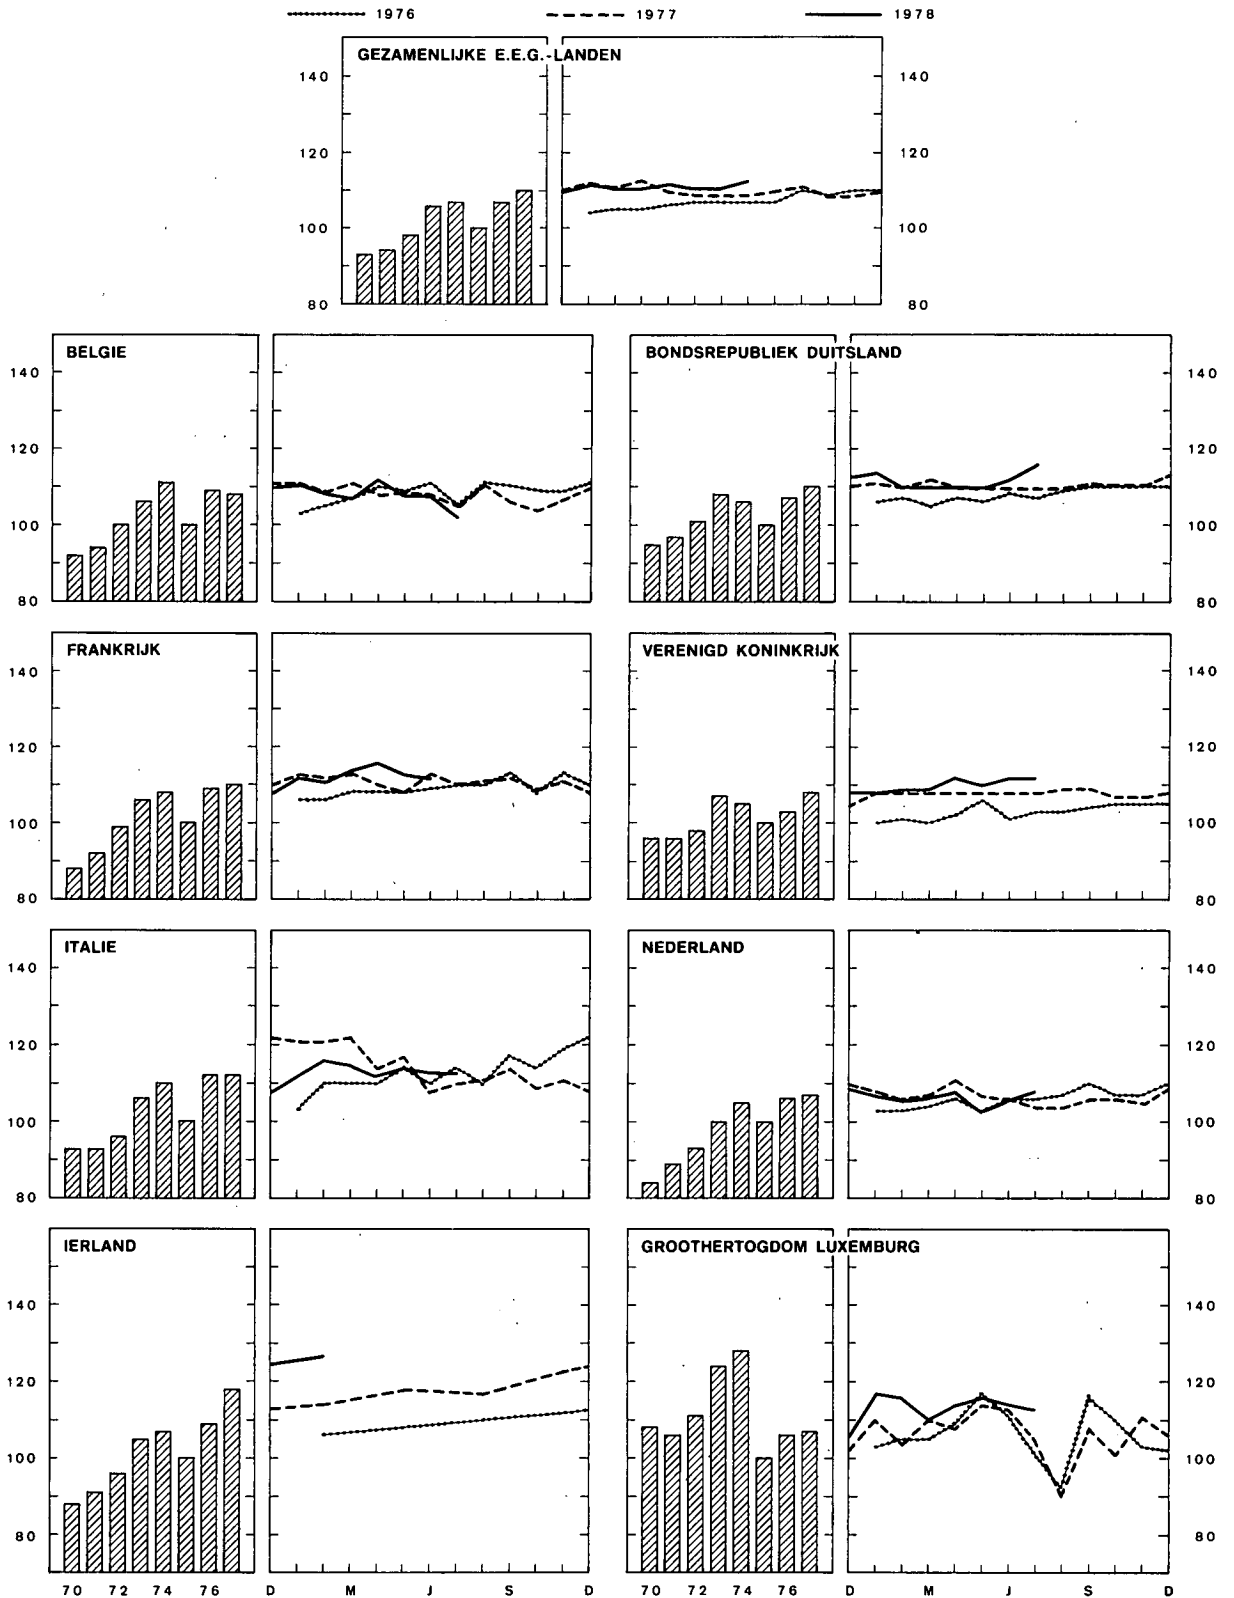 1976 1977 1978
GEZAMENLIJKE E.E.G.-LANDEN
140 140
120 120
100 100
80 80
BELGIE BONDSREPUBLIEK DUITSLAND
140 140
120 120
100 100
80 80
FRANKRIJK VERENIGD KONINKRIJK
140 140
120 120
100 100
80 80
ITALIE NEDERLAND
140 140
120 120
100 100
80 80
IERLAND GROOTHERTOGDOM LUXEMBURG
140 140
120 120
100 100
80 80
70 72 74 76 D M J S D 70 72 74 76 D M J S D